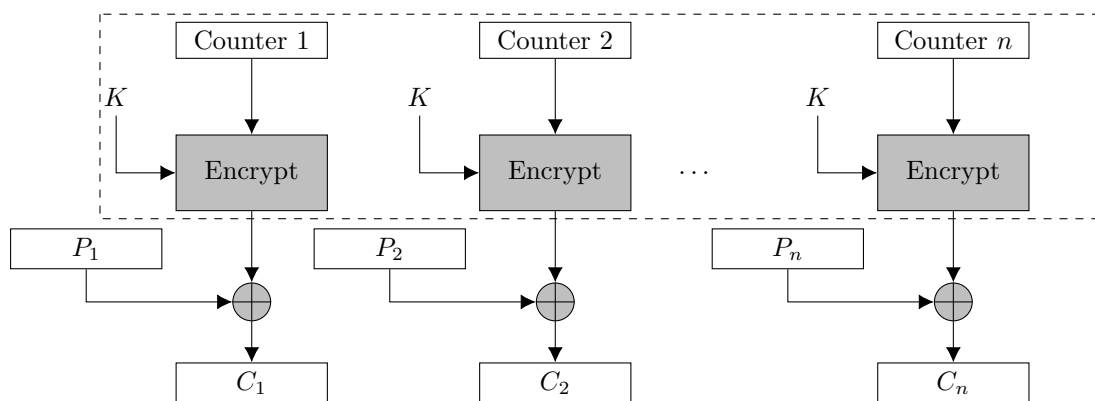 Counter 1 Counter 2 Counter n
K K K
Encrypt Encrypt ... Encrypt
P₁ P₂ Pₙ
C₁ C₂ Cₙ